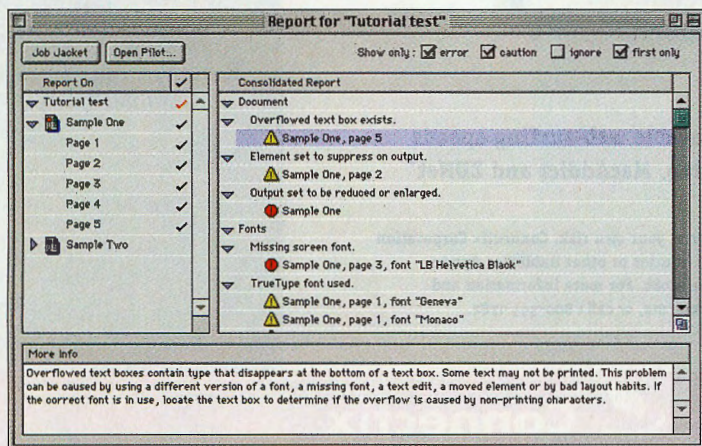 Report for "Tutorial test"
Job Jacket
Open Pilot...
Show only: error caution ignore first only
Report On
Tutorial test
Sample One
Page 1
Page 2
Page 3
Page 4
Page 5
Sample Two
Consolidated Report
Document
Overflowed text box exists.
Sample One, page 5
Element set to suppress on output.
Sample One, page 2
Output set to be reduced or enlarged.
Sample One
Fonts
Missing screen font.
Sample One, page 3, font "LB Helvetica Black"
TrueType font used.
Sample One, page 1, font "Geneva"
Sample One, page 1, font "Monaco"
More Info
Overflowed text boxes contain type that disappears at the bottom of a text box. Some text may not be printed. This problem
can be caused by using a different version of a font, a missing font, a text edit, a moved element or by bad layout habits. If
the correct font is in use, locate the text box to determine if the overflow is caused by non-printing characters.